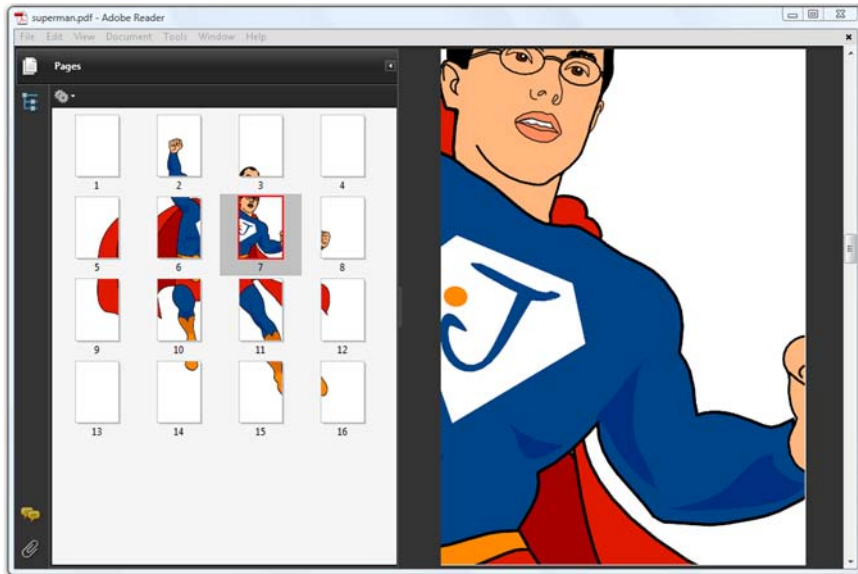 superman.pdf - Adobe Reader
File Edit View Document Tools Window Help
Pages
1 2 3 4
5 6 7 8
9 10 11 12
13 14 15 16
J